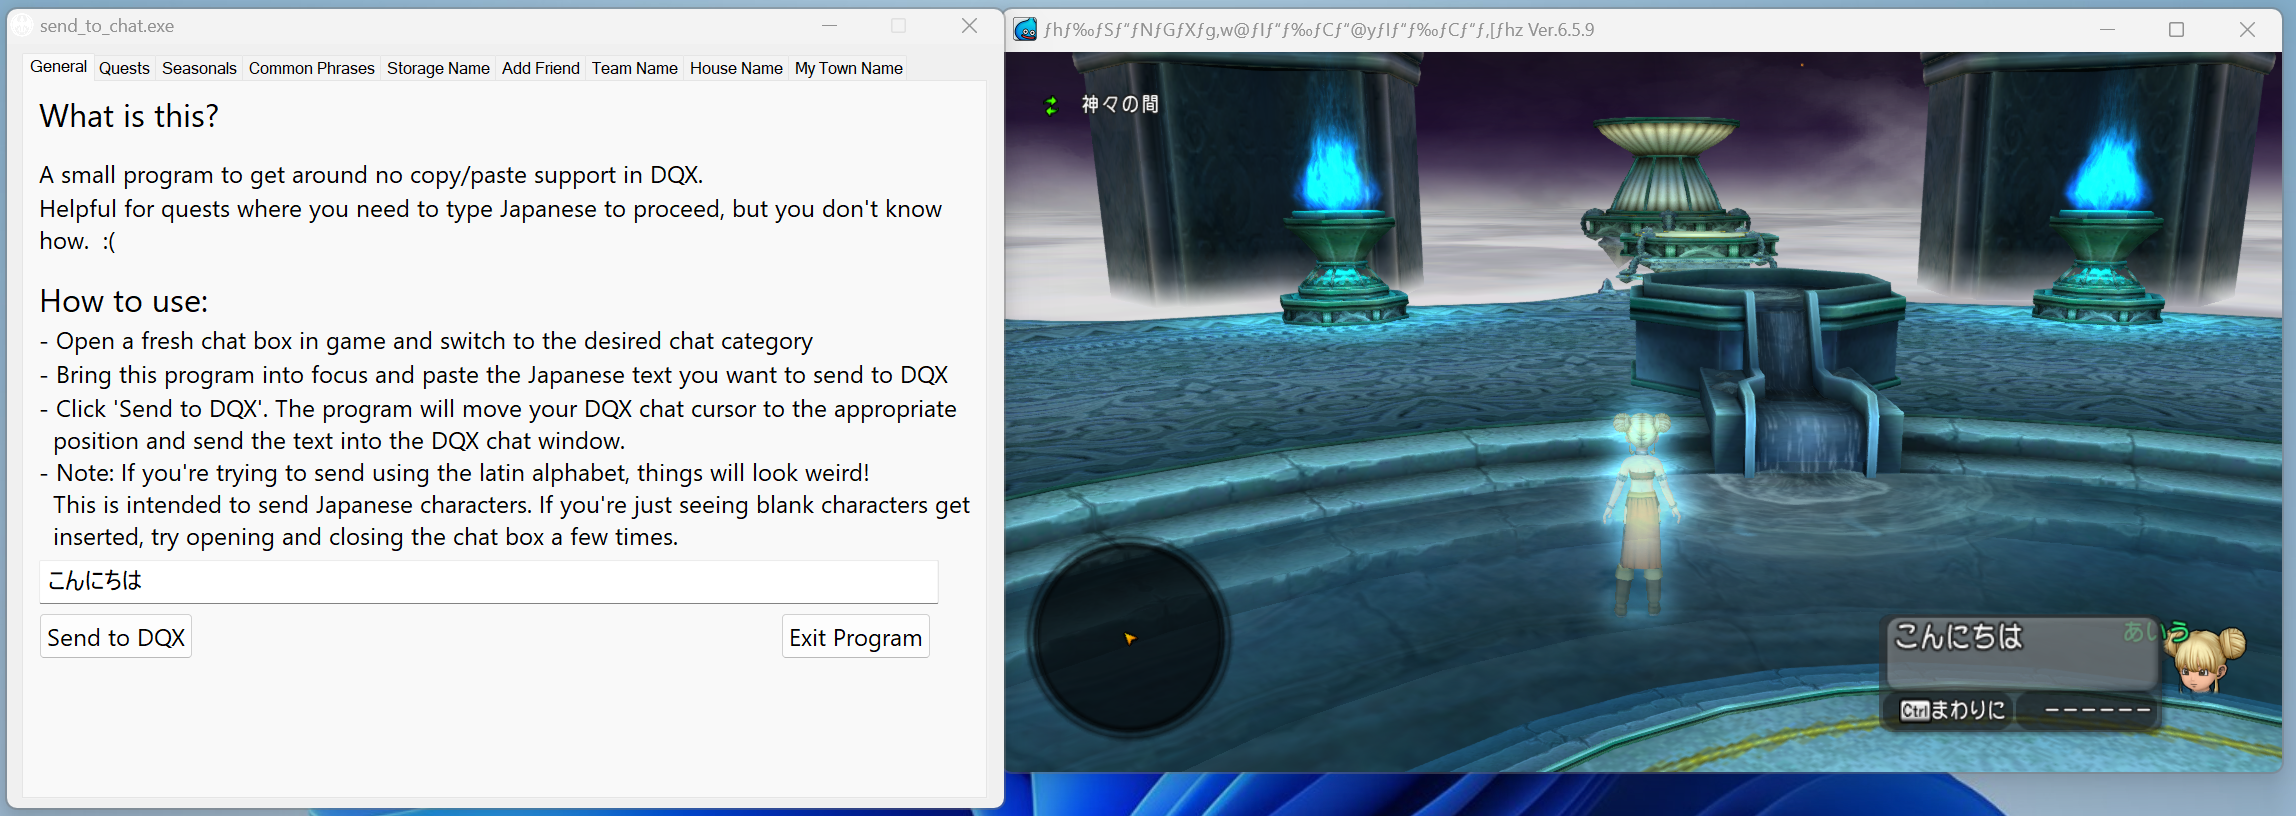 send_to_chat.exe
General Quests Seasonals Common Phrases Storage Name Add Friend Team Name House Name My Town Name
What is this?
A small program to get around no copy/paste support in DQX.
Helpful for quests where you need to type Japanese to proceed, but you don't know
how.  :(
How to use:
- Open a fresh chat box in game and switch to the desired chat category
- Bring this program into focus and paste the Japanese text you want to send to DQX
- Click 'Send to DQX'. The program will move your DQX chat cursor to the appropriate
position and send the text into the DQX chat window.
- Note: If you're trying to send using the latin alphabet, things will look weird!
This is intended to send Japanese characters. If you're just seeing blank characters get
inserted, try opening and closing the chat box a few times.
こんにちは
Send to DQX Exit Program
ƒhƒ‰ƒSƒ“ƒNƒGƒXƒg‚w@ƒIƒ“ƒ‰ƒCƒ“@yƒIƒ“ƒ‰ƒCƒ“ƒ‚[ƒhz Ver.6.5.9
神々の間
こんにちは あいう
Ctrl まわりに ------